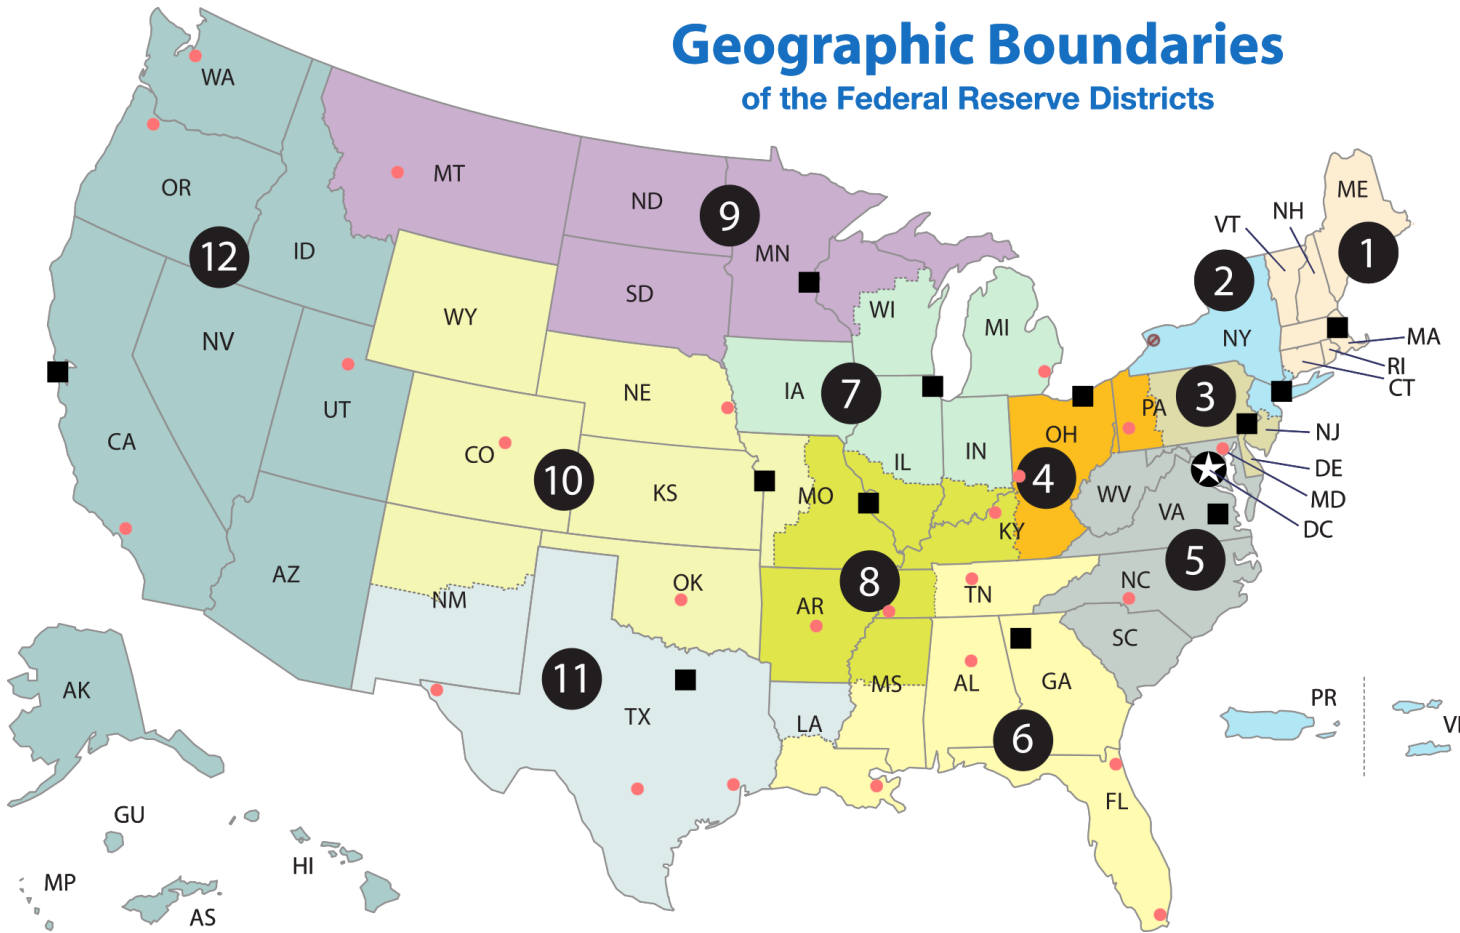 Geographic Boundaries
of the Federal Reserve Districts
WA
OR
MT
ND
9
MN
ID
12
SD
WY
WI
MI
VT
NH
ME
1
2
NY
MA
RI
CT
NV
UT
CA
NE
IA
7
CO
10
KS
MO
IL
IN
OH
4
PA
3
NJ
DE
MD
DC
WV
VA
KY
5
AZ
NM
OK
AR
8
TN
NC
SC
11
TX
LA
MS
AL
GA
6
FL
PR
VI
AK
GU
HI
MP
AS